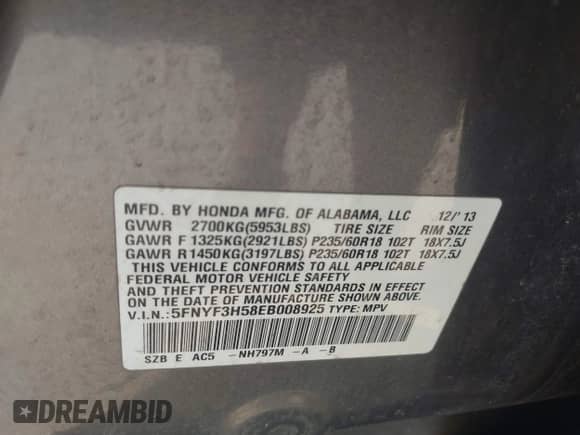 MFD. BY HONDA MFG. OF ALABAMA, LLC 12/'13
GVWR 2700KG(5953LBS) TIRE SIZE RIM SIZE
GAWR F 1325KG(2921LBS) P235/60R18 102T 18X7.5J
GAWR R 1450KG(3197LBS) P235/60R18 102T 18X7.5J
THIS VEHICLE CONFORMS TO ALL APPLICABLE
FEDERAL MOTOR VEHICLE SAFETY
AND THEFT PREVENTION STANDARDS IN EFFECT
ON THE DATE OF MANUFACTURE SHOWN ABOVE.
V.I.N.: 5FNYF3H58EB008925 TYPE: MPV
SZB E AC5 -NH797M -A -B
DREAMBID